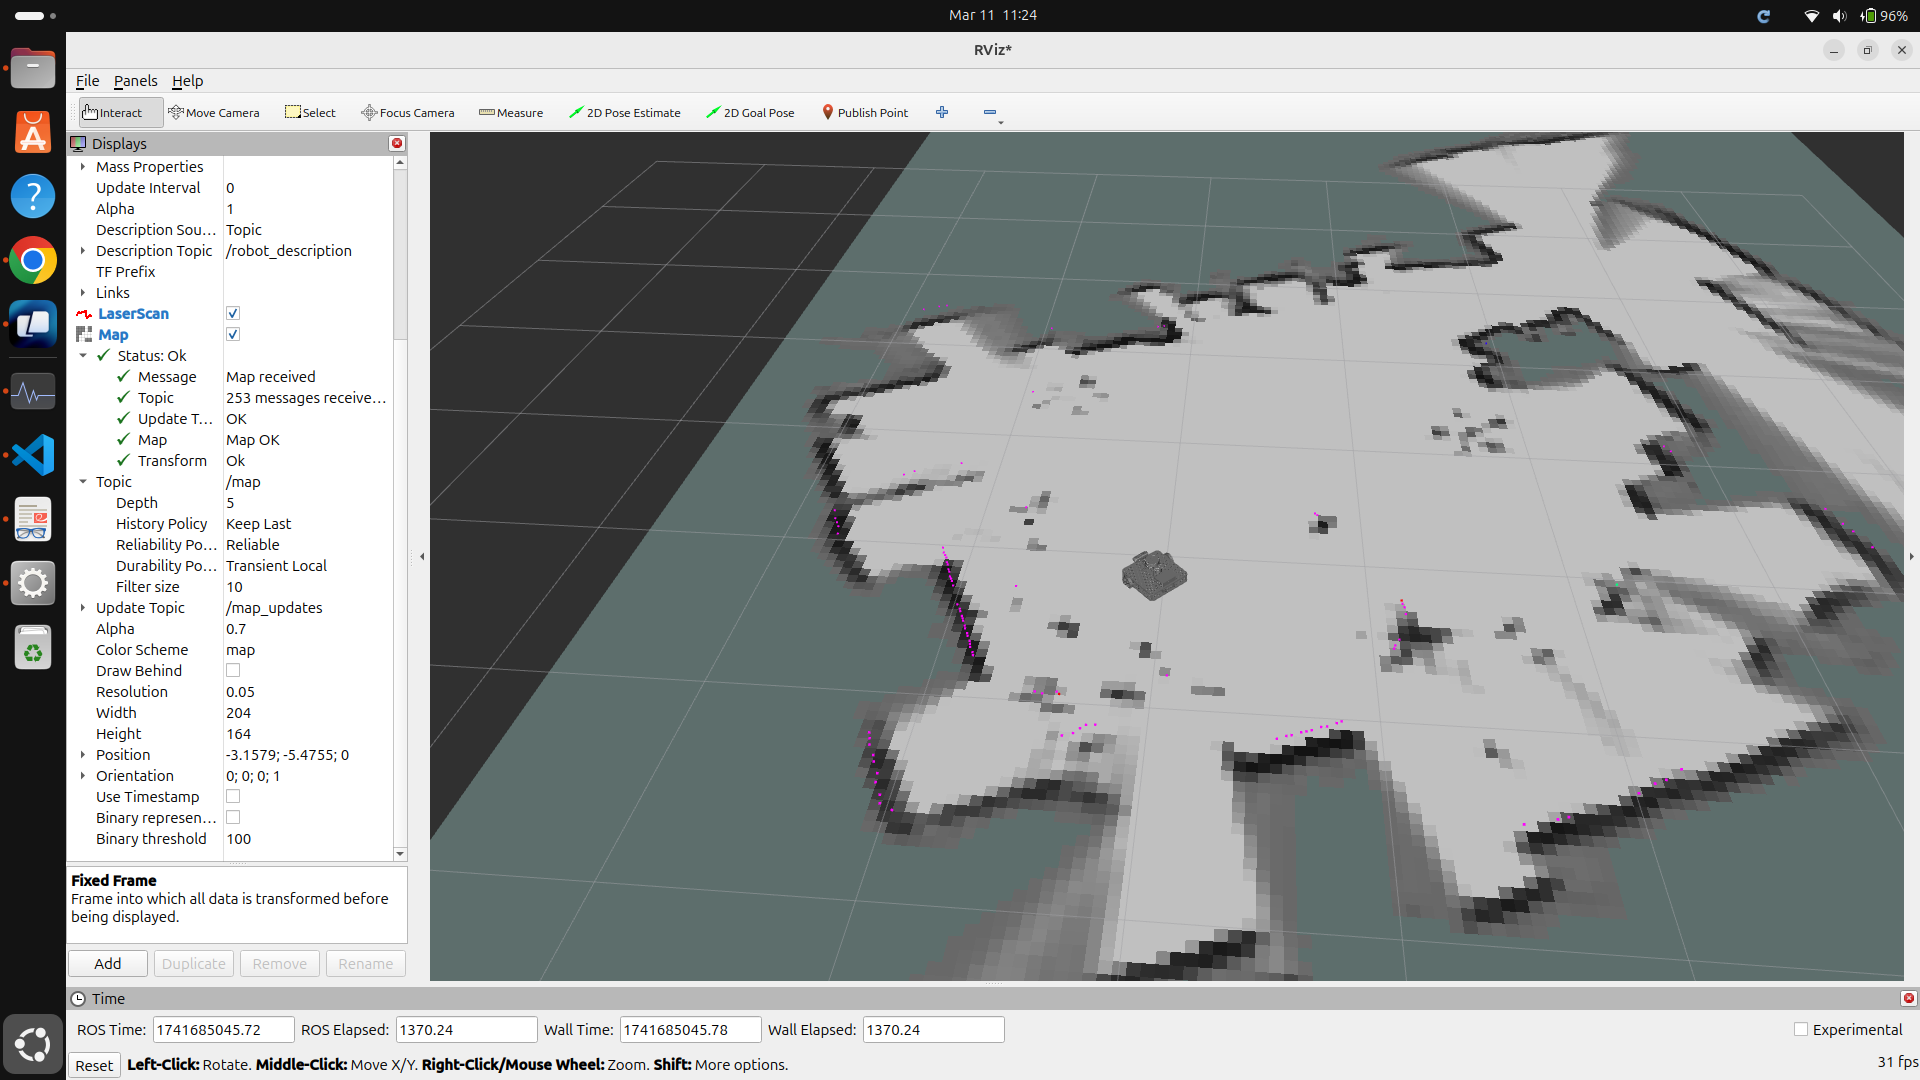 Mar 11 11:24
96%
RViz*
File Panels Help
Interact Move Camera Select Focus Camera Measure 2D Pose Estimate 2D Goal Pose Publish Point
Displays
Mass Properties
Update Interval 0
Alpha 1
Description Sou... Topic
Description Topic /robot_description
TF Prefix
Links
LaserScan
Map
Status: Ok
Message Map received
Topic 253 messages receive...
Update T... OK
Map Map OK
Transform Ok
Topic /map
Depth 5
History Policy Keep Last
Reliability Po... Reliable
Durability Po... Transient Local
Filter size 10
Update Topic /map_updates
Alpha 0.7
Color Scheme map
Draw Behind
Resolution 0.05
Width 204
Height 164
Position -3.1579; -5.4755; 0
Orientation 0; 0; 0; 1
Use Timestamp
Binary represen...
Binary threshold 100
Fixed Frame
Frame into which all data is transformed before
being displayed.
Add Duplicate Remove Rename
Time
ROS Time: 1741685045.72 ROS Elapsed: 1370.24 Wall Time: 1741685045.78 Wall Elapsed: 1370.24 Experimental
Reset Left-Click: Rotate. Middle-Click: Move X/Y. Right-Click/Mouse Wheel: Zoom. Shift: More options. 31 fps